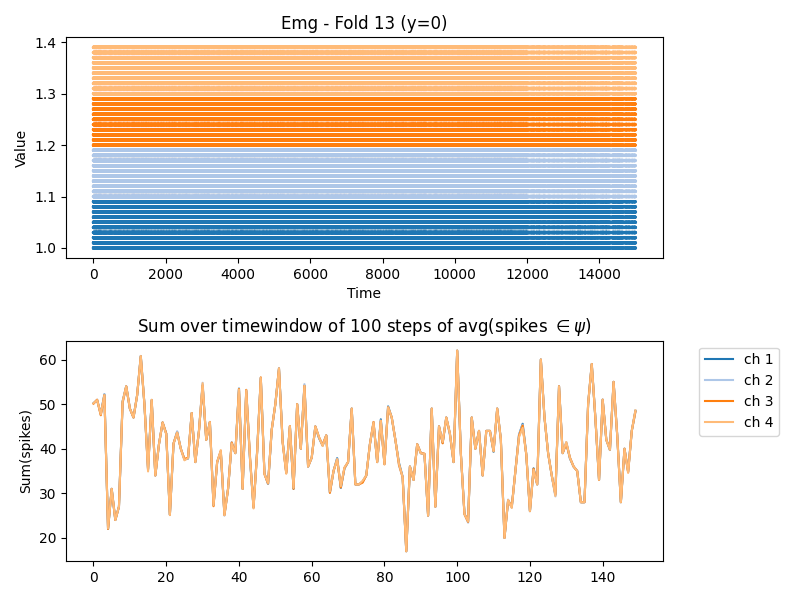 Emg - Fold 13 (y=0)
1.4
1.3
1.2
1.1
1.0
Value
0 2000 4000 6000 8000 10000 12000 14000
Time
Sum over timewindow of 100 steps of avg(spikes ∈ ψ)
60
50
40
30
20
Sum(spikes)
0 20 40 60 80 100 120 140
ch 1
ch 2
ch 3
ch 4